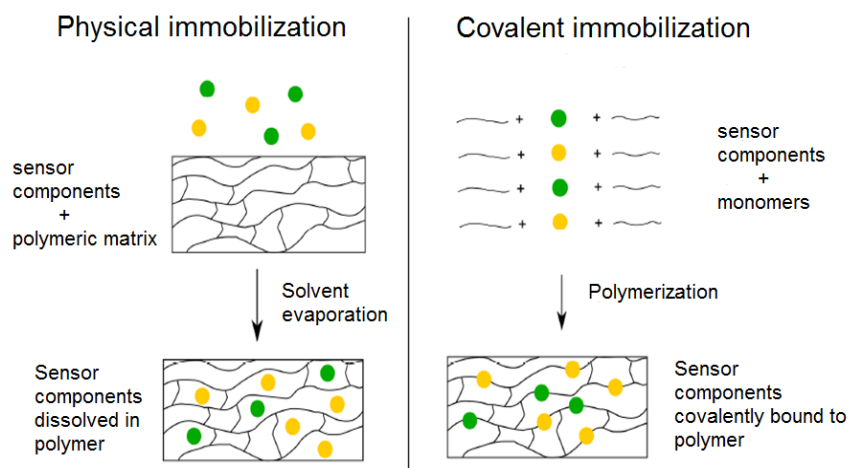 Physical immobilization
sensor
components
+
polymeric matrix
Solvent
evaporation
Sensor
components
dissolved in
polymer
Covalent immobilization
+ +
+ +
+ +
+ +
sensor
components
+
monomers
Polymerization
Sensor
components
covalently bound to
polymer